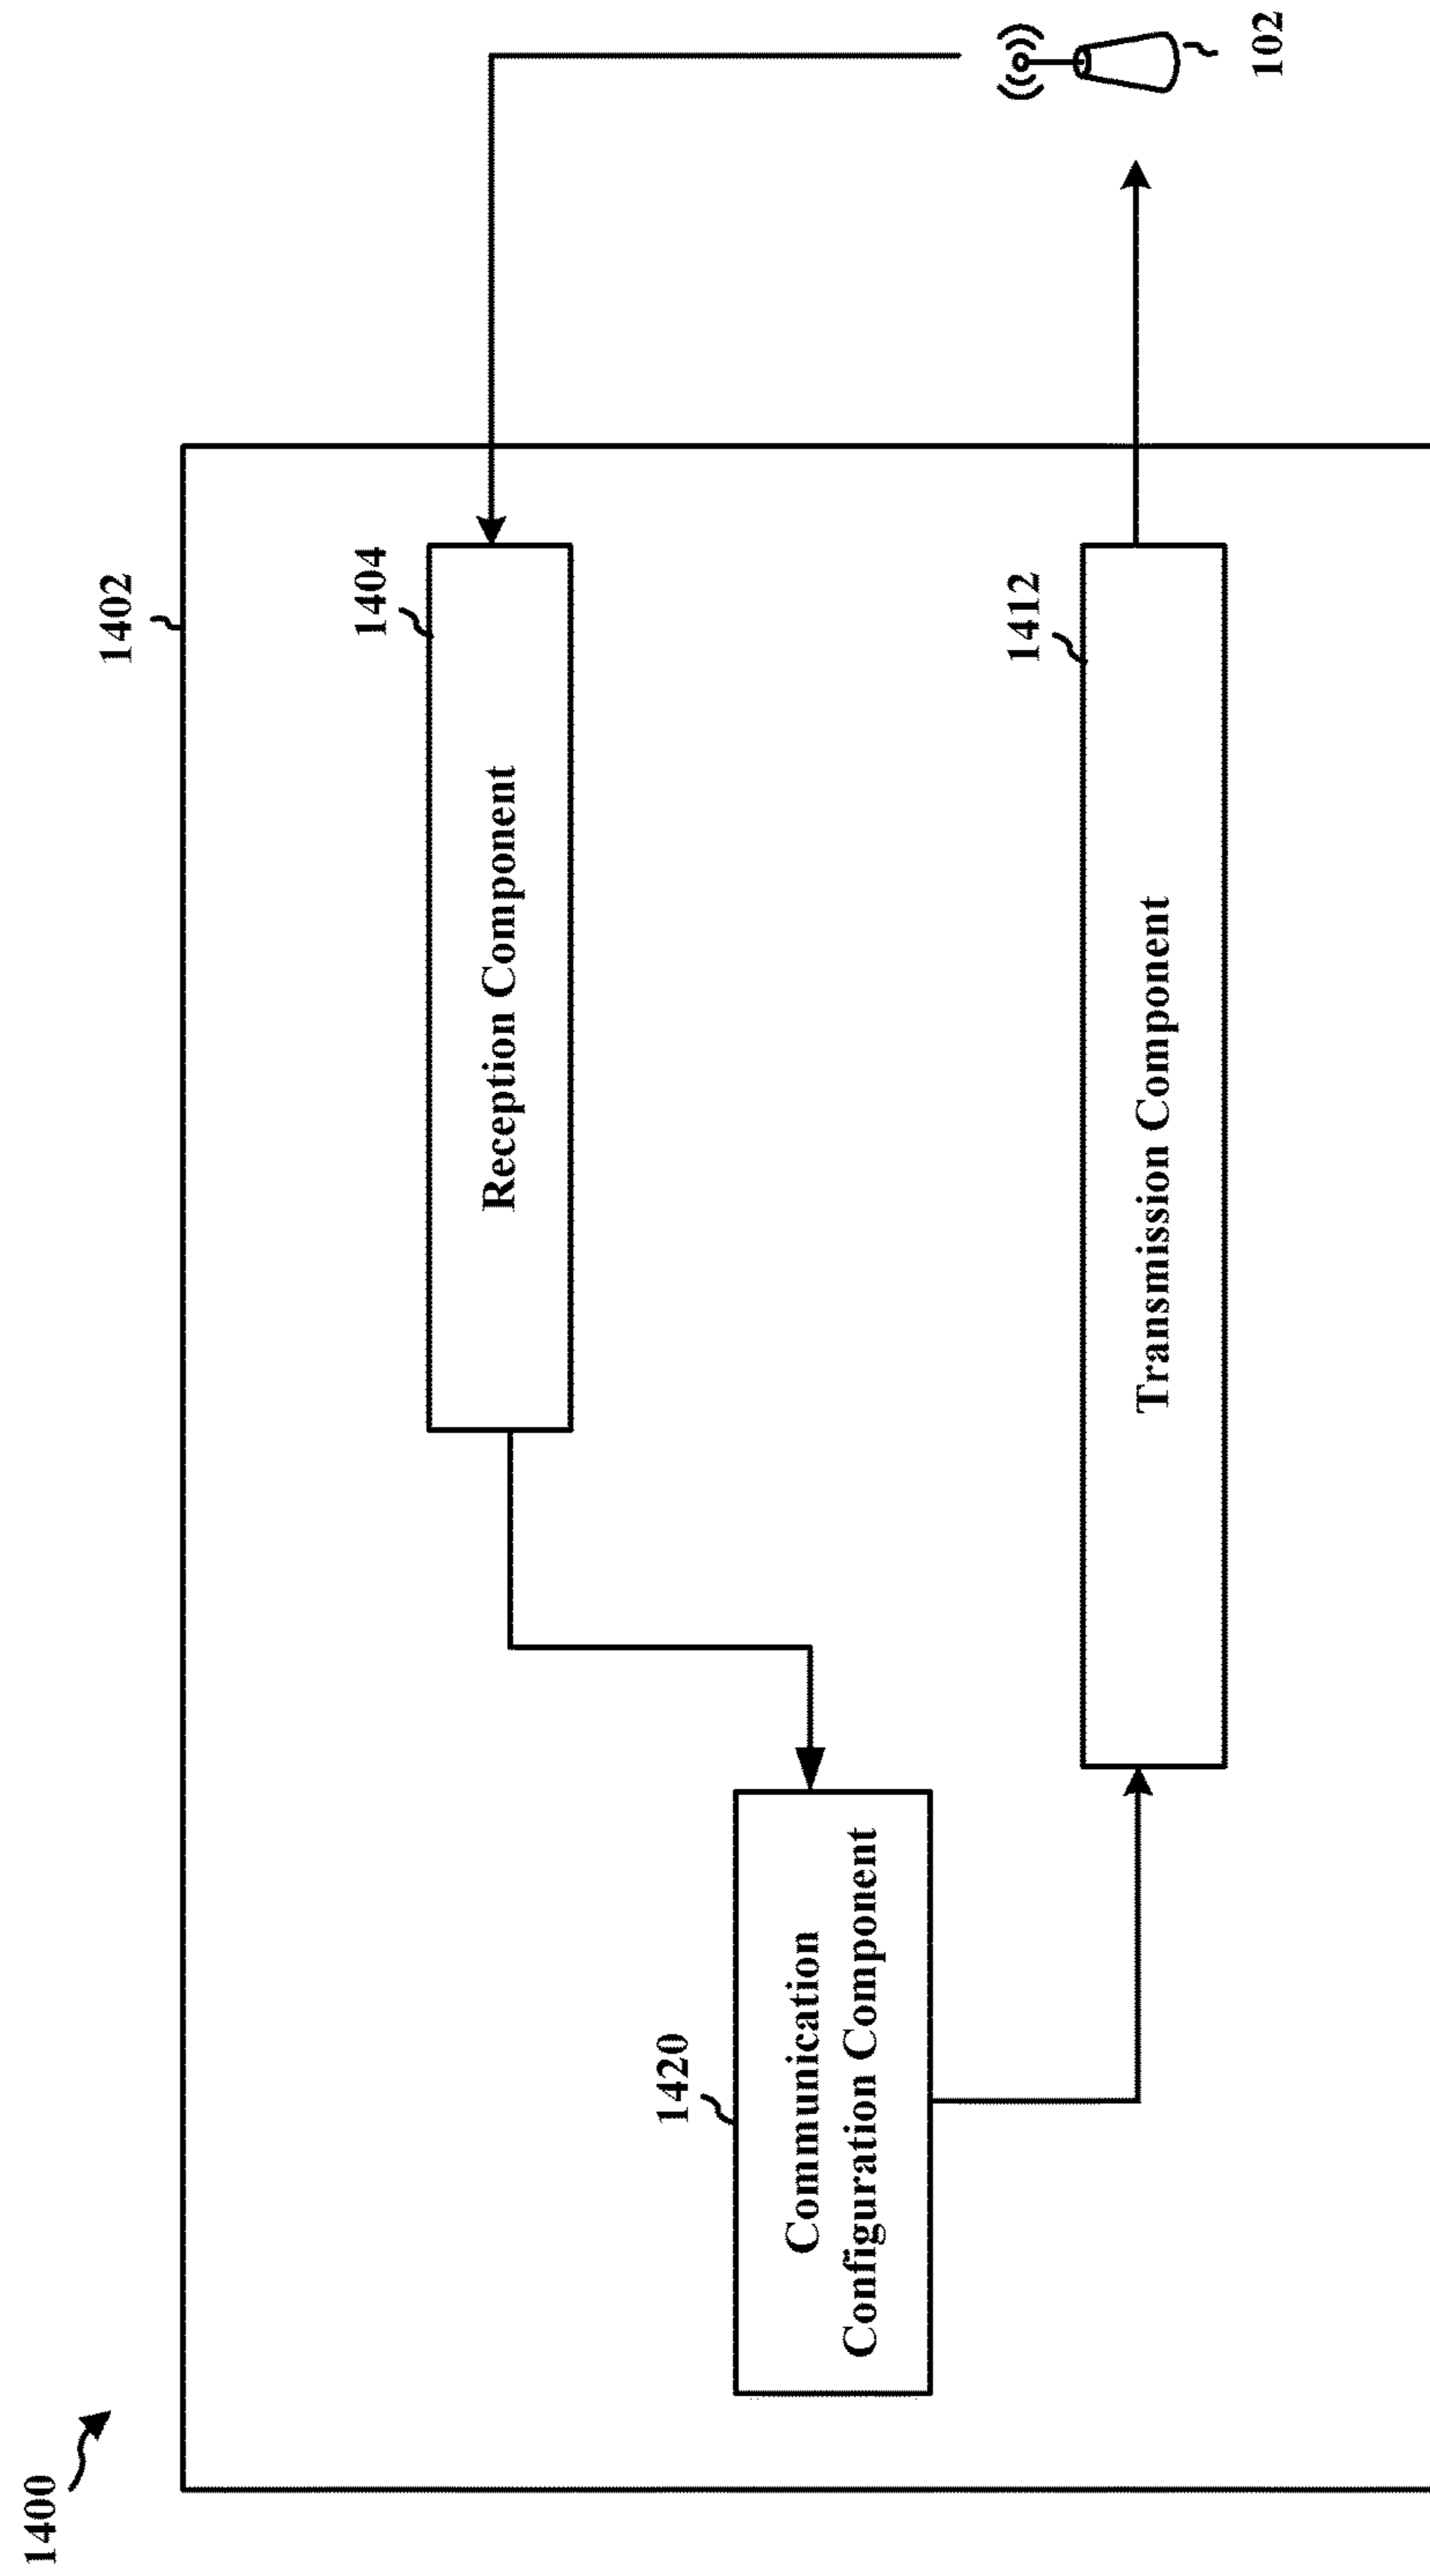 1400
1402
Reception Component
1404
1420
Communication
Configuration Component
Transmission Component
1412
102